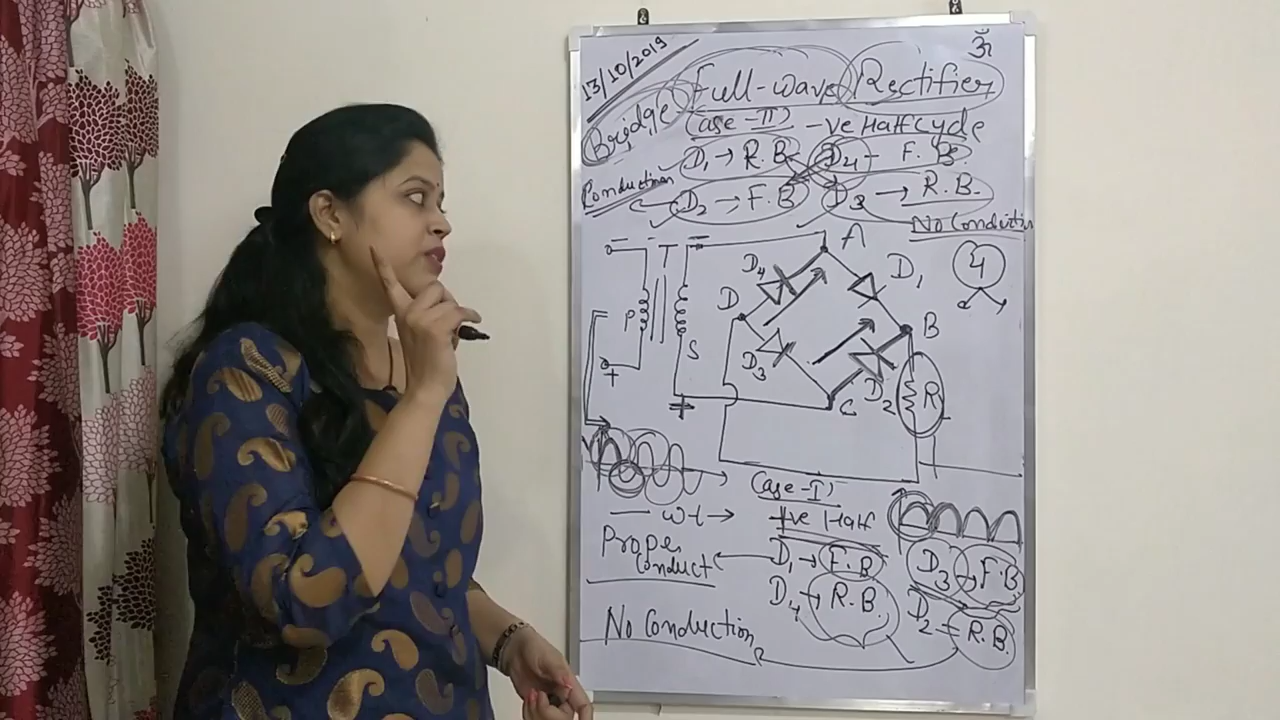 13/10/2019
ॐ
Bridge Full-wave Rectifier
Case-II) -ve Half Cycle
D1 → R.B D4 - F.B.
Conduction D2 → F.B D3 → R.B.
No Conduction
- - T -
A
4
D4 D1
D B
P S
D3 D2
+ + C R
Case-I)
ωt → +ve Half
Prope Conduct D1 → F.B D3 → F.B
D4 → R.B. D2 - R.B.
No Conduction